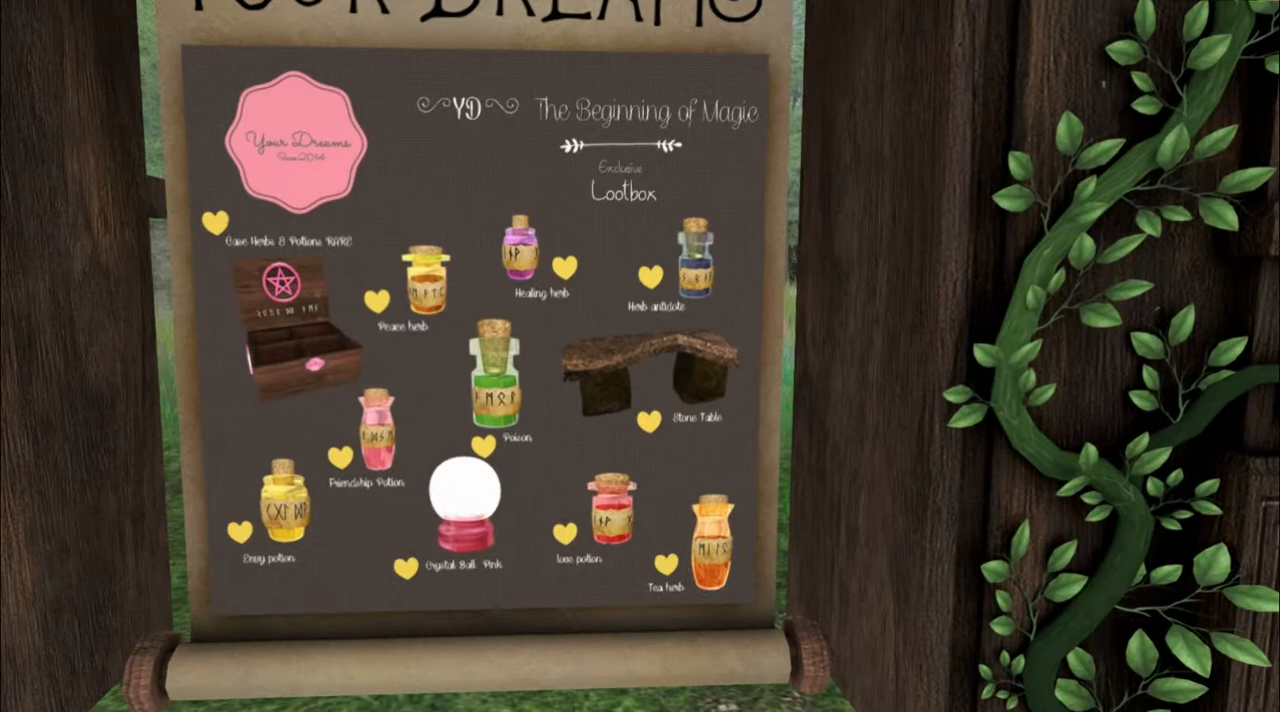 YOUR DREAMS
Your Dreams
Since 2014
YD
The Beginning of Magic
Exclusive
Lootbox
Case Herbs & Potions RARE
Peace herb
Healing herb
Herb antidote
Friendship Potion
Poison
Stone Table
Envy potion
Crystal Ball Pink
love potion
Tea herb